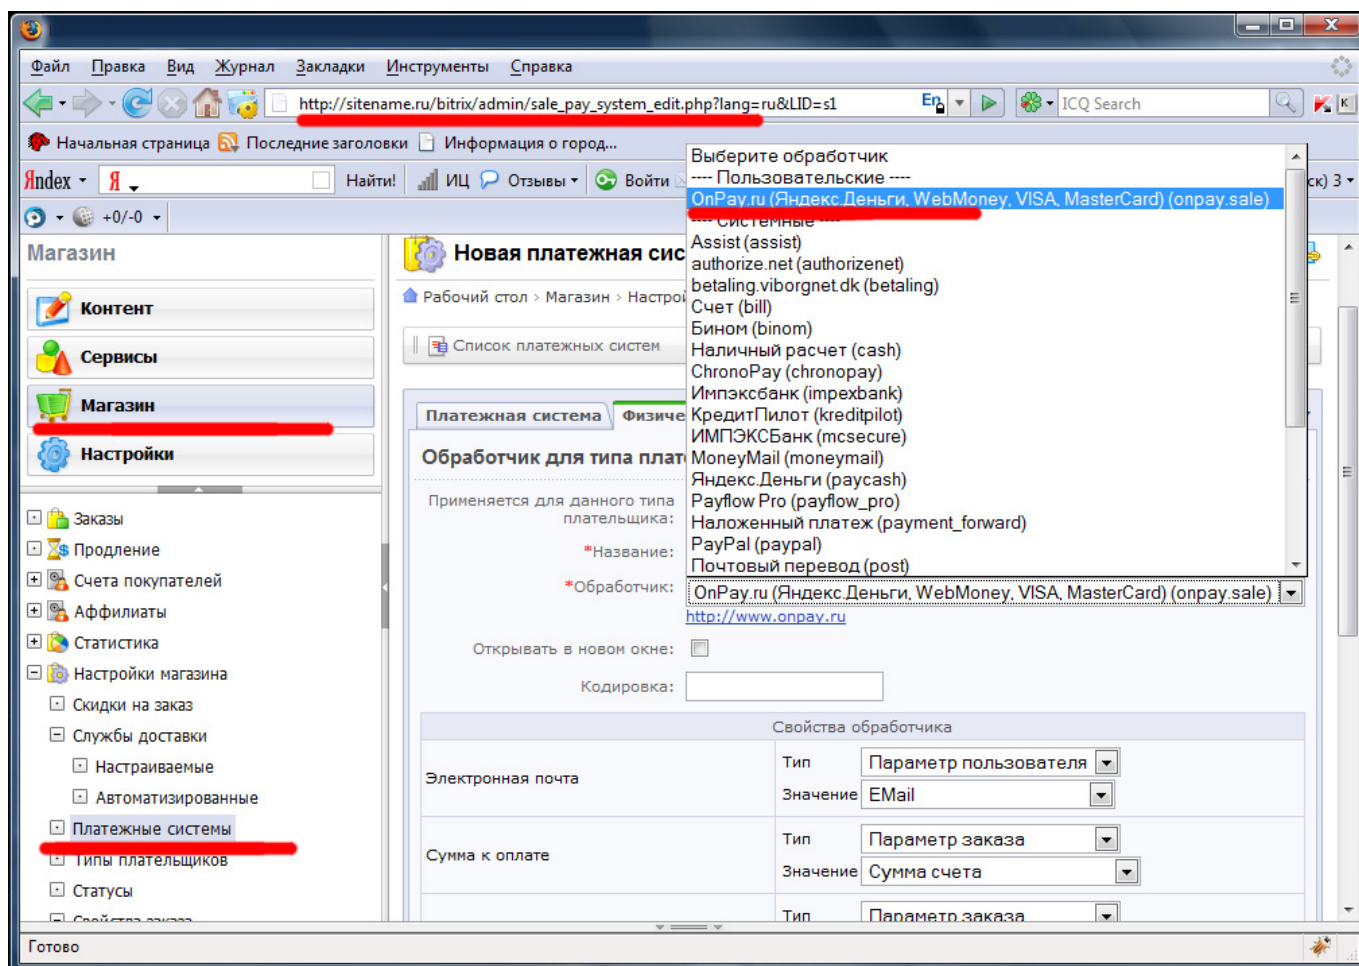 Файл Правка Вид Журнал Закладки Инструменты Справка
http://sitename.ru/bitrix/admin/sale_pay_system_edit.php?lang=ru&LID=s1
ICQ Search
Начальная страница Последние заголовки Информация о город...
Яndex Я Найти! ИЦ Отзывы Войти ск) 3
+0/-0
Магазин
Контент
Сервисы
Магазин
Настройки
Заказы
Продление
Счета покупателей
Аффилиаты
Статистика
Настройки магазина
Скидки на заказ
Службы доставки
Настраиваемые
Автоматизированные
Платежные системы
Типы плательщиков
Статусы
Свойства заказа
Новая платежная сис
Рабочий стол > Магазин > Настрой
Список платежных систем
Платежная система Физиче
Обработчик для типа плат
Применяется для данного типа
плательщика:
*Название:
*Обработчик:
Выберите обработчик
---- Пользовательские ----
OnPay.ru (Яндекс.Деньги, WebMoney, VISA, MasterCard) (onpay.sale)
---- Системные ----
Assist (assist)
authorize.net (authorizenet)
betaling.viborgnet.dk (betaling)
Счет (bill)
Бином (binom)
Наличный расчет (cash)
ChronoPay (chronopay)
Импэксбанк (impexbank)
КредитПилот (kreditpilot)
ИМПЭКСБанк (mcsecure)
MoneyMail (moneymail)
Яндекс.Деньги (paycash)
Payflow Pro (payflow_pro)
Наложенный платеж (payment_forward)
PayPal (paypal)
Почтовый перевод (post)
OnPay.ru (Яндекс.Деньги, WebMoney, VISA, MasterCard) (onpay.sale)
http://www.onpay.ru
Открывать в новом окне:
Кодировка:
Свойства обработчика
Электронная почта
Тип Параметр пользователя
Значение EMail
Сумма к оплате
Тип Параметр заказа
Значение Сумма счета
Тип Параметр заказа
Готово